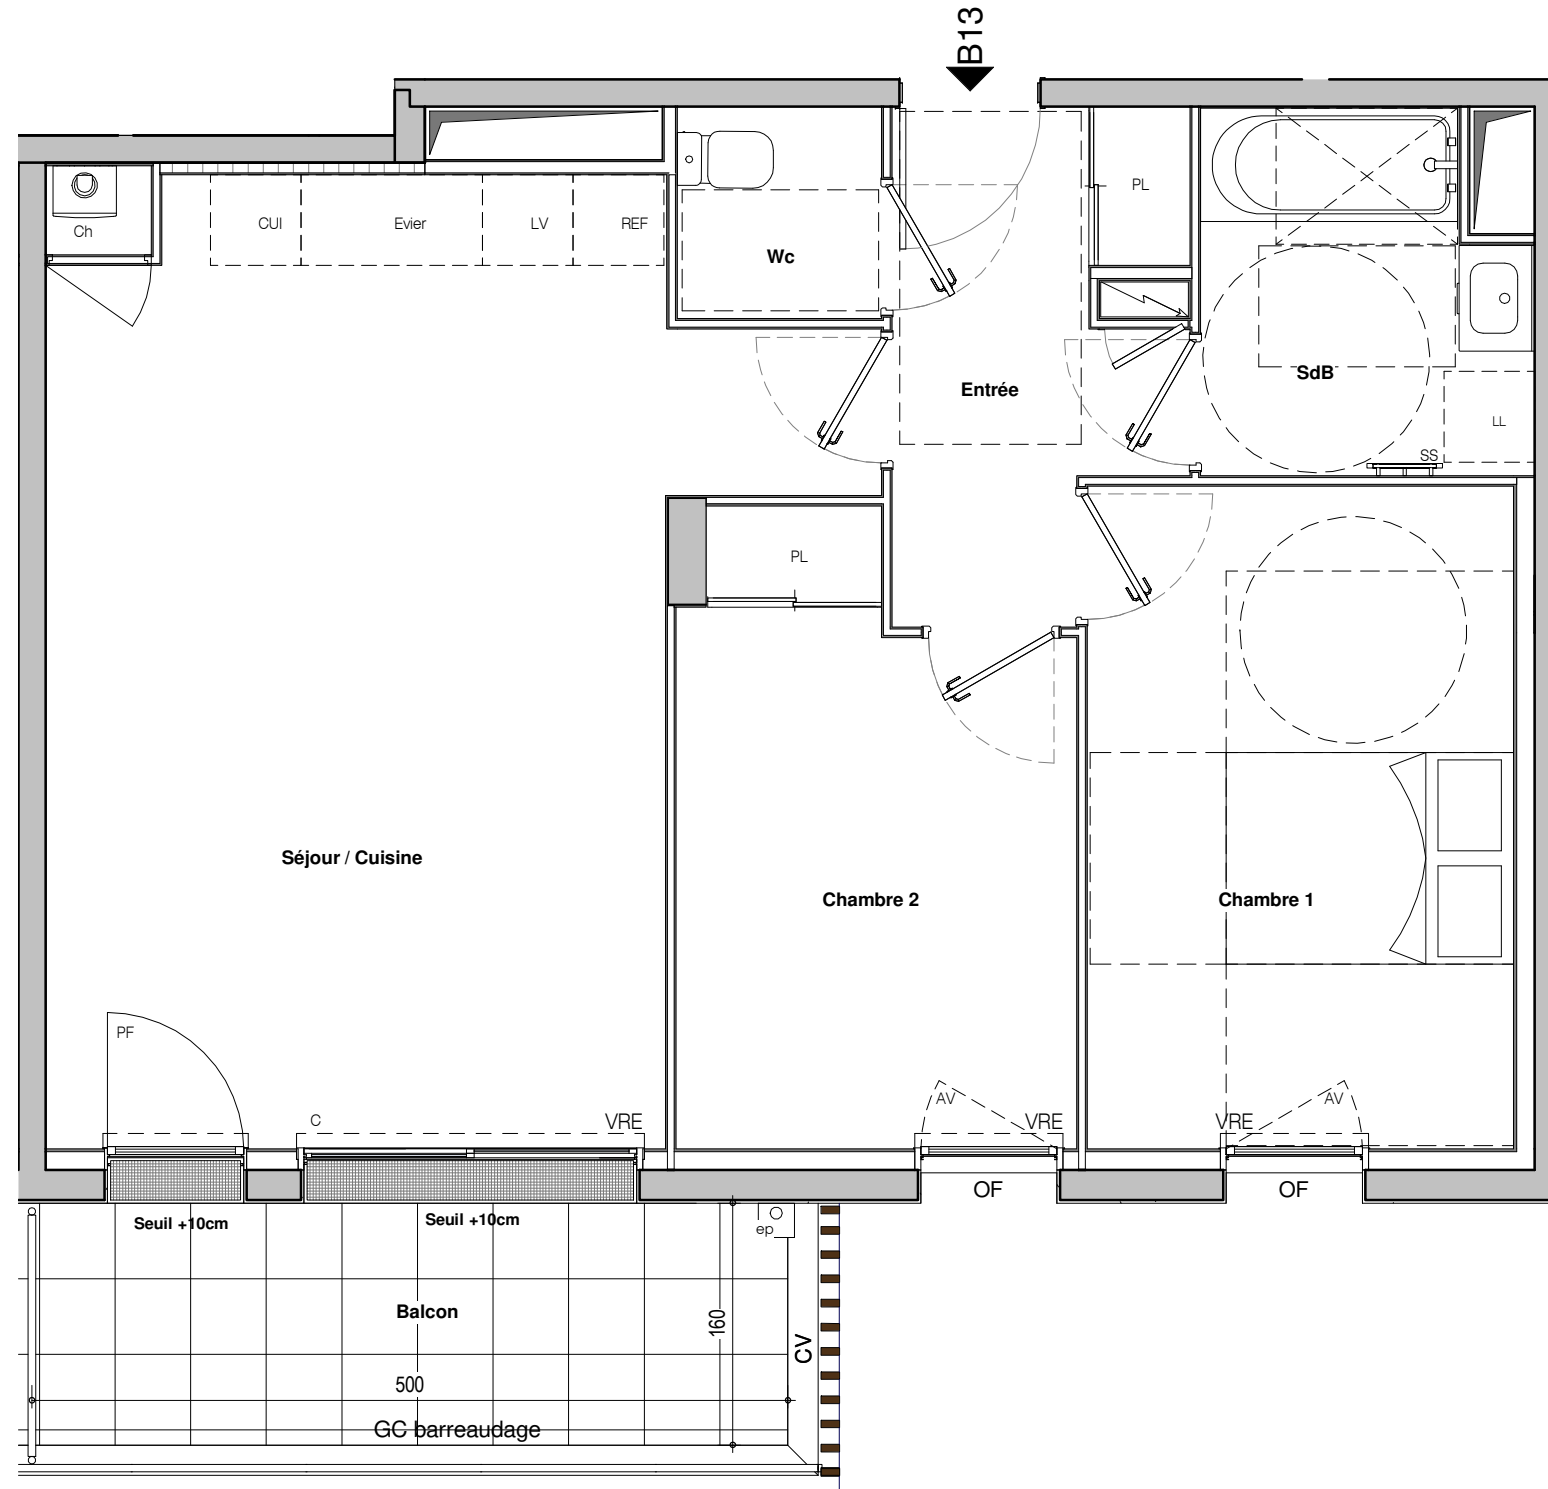 B13
PL
Ch
CUI
Evier
LV
REF
Wc
SdB
Entrée
LL
SS
PL
Séjour / Cuisine
Chambre 2
Chambre 1
PF
C
VRE
AV
VRE
VRE
AV
OF
OF
Seuil +10cm
Seuil +10cm
ep
Balcon
160
CV
500
GC barreaudage